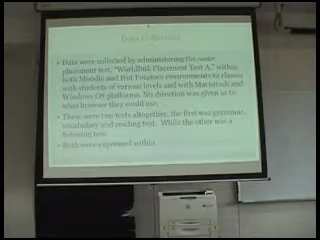 Data collection
Data were collected by administering the same
placement test, "Worldlink Placement Test A," within
both Moodle and Hot Potatoes environments to classes
with students of various levels and with Macintosh and
Windows OS platforms. No direction was given as to
what browser they could use.
There were two tests altogether, the first was grammar,
vocabulary and reading test. While the other was a
listening test.
Both were expressed within